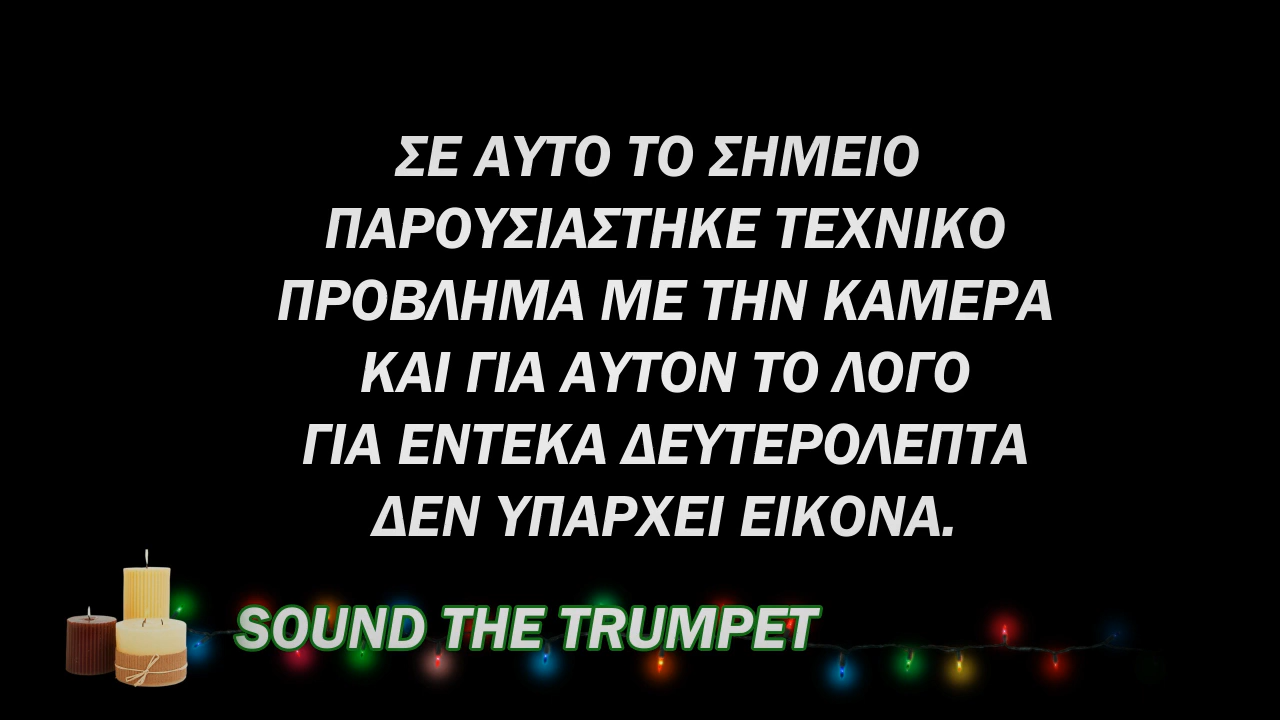 ΣΕ ΑΥΤΟ ΤΟ ΣΗΜΕΙΟ
ΠΑΡΟΥΣΙΑΣΤΗΚΕ ΤΕΧΝΙΚΟ
ΠΡΟΒΛΗΜΑ ΜΕ ΤΗΝ ΚΑΜΕΡΑ
ΚΑΙ ΓΙΑ ΑΥΤΟΝ ΤΟ ΛΟΓΟ
ΓΙΑ ΕΝΤΕΚΑ ΔΕΥΤΕΡΟΛΕΠΤΑ
ΔΕΝ ΥΠΑΡΧΕΙ ΕΙΚΟΝΑ.
SOUND THE TRUMPET